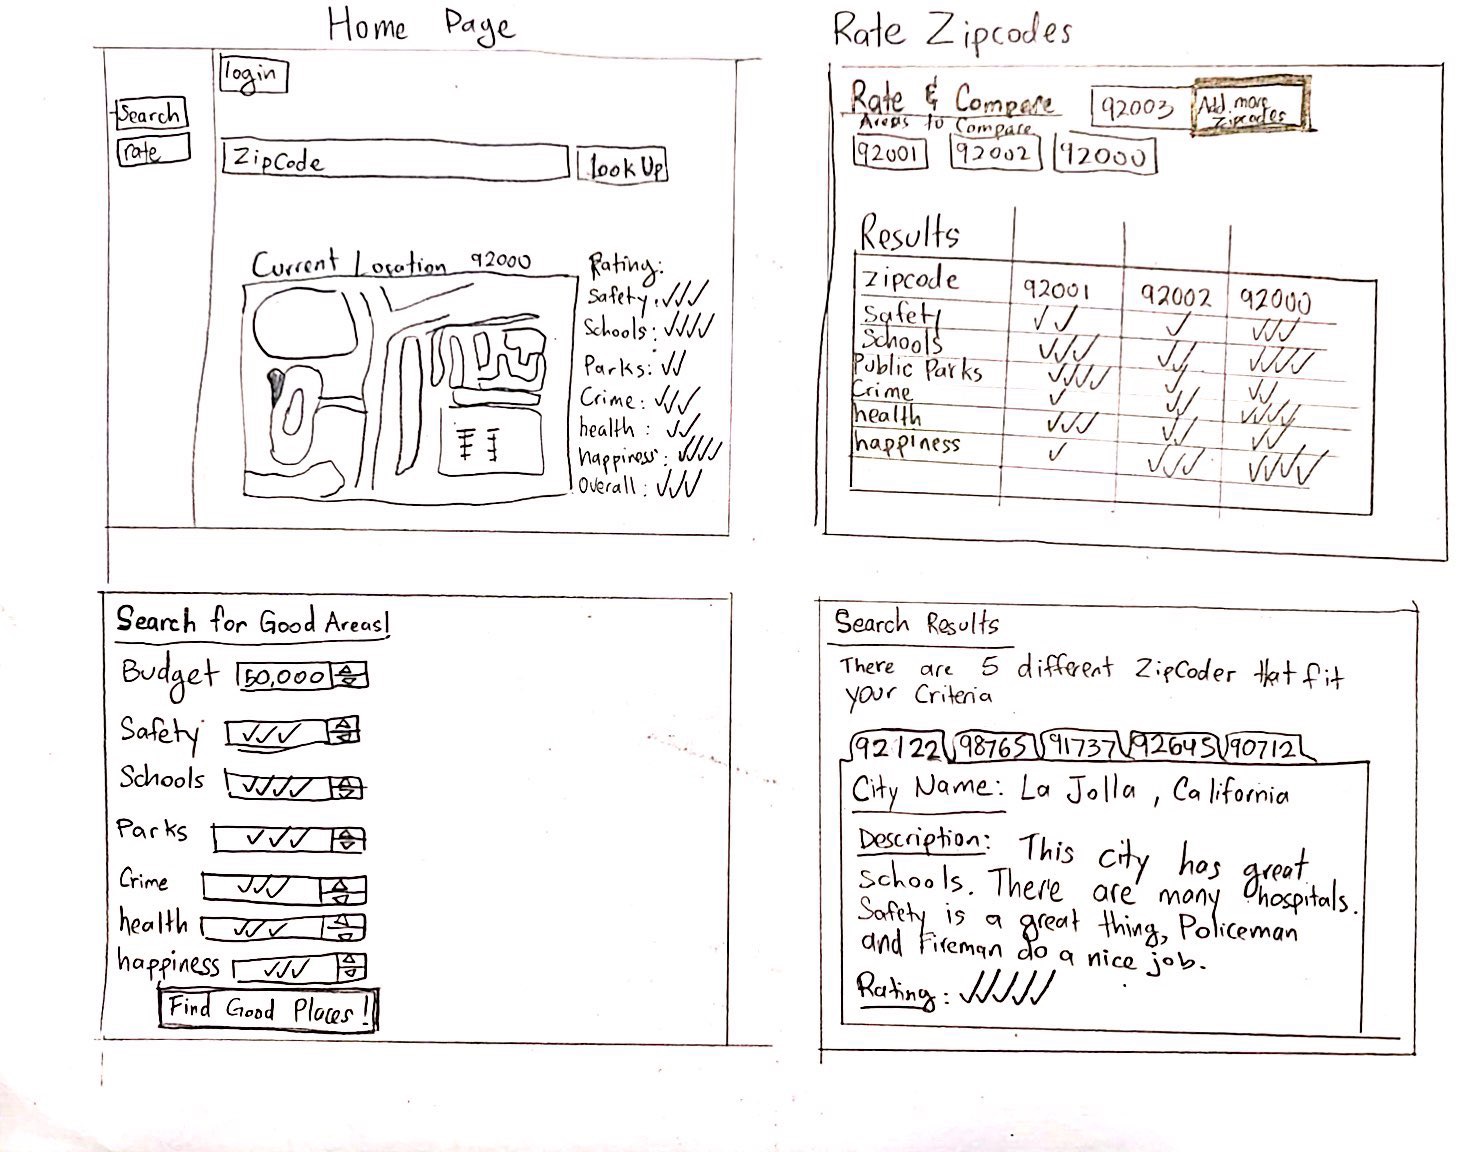 Home Page
login
Search
rate
ZipCode
Look Up
Current Location 92000
Rating:
Safety: ✓✓✓
Schools: ✓✓✓✓
Parks: ✓✓
Crime: ✓✓✓
health: ✓✓
happiness: ✓✓✓✓
Overall: ✓✓✓
Rate Zipcodes
Rate & Compare
92003
Add more
Zipcodes
Areas to Compare
92001 92002 92000
Results
Zipcode 92001 92002 92000
Safety ✓✓ ✓ ✓✓✓
Schools ✓✓✓ ✓✓ ✓✓✓✓
Public Parks ✓✓✓✓ ✓ ✓✓
Crime ✓ ✓✓ ✓✓✓✓
health ✓✓✓ ✓✓ ✓✓
happiness ✓ ✓✓✓ ✓✓✓✓
Search for Good Areas!
Budget 50,000
Safety ✓✓✓
Schools ✓✓✓✓
Parks ✓✓✓
Crime ✓✓✓
health ✓✓✓
happiness ✓✓✓
Find Good Places!
Search Results
There are 5 different ZipCoder that fit
your Criteria
92122 98765 91737 92645 90712
City Name: La Jolla, California
Description: This city has great
schools. There are many hospitals.
Safety is a great thing, Policeman
and Fireman do a nice job.
Rating: ✓✓✓✓✓